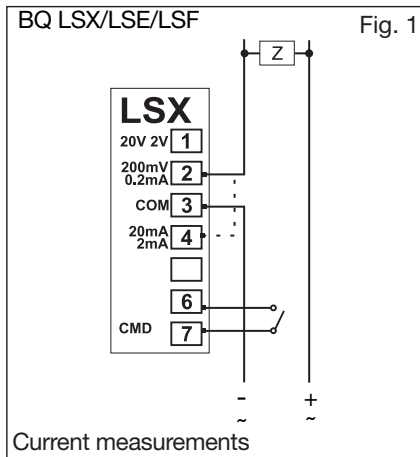 BQ LSX/LSE/LSF
Fig. 1
Z
LSX
20V 2V 1
200mV
0.2mA 2
COM 3
20mA
2mA 4
6
CMD 7
- +
~ ~
Current measurements